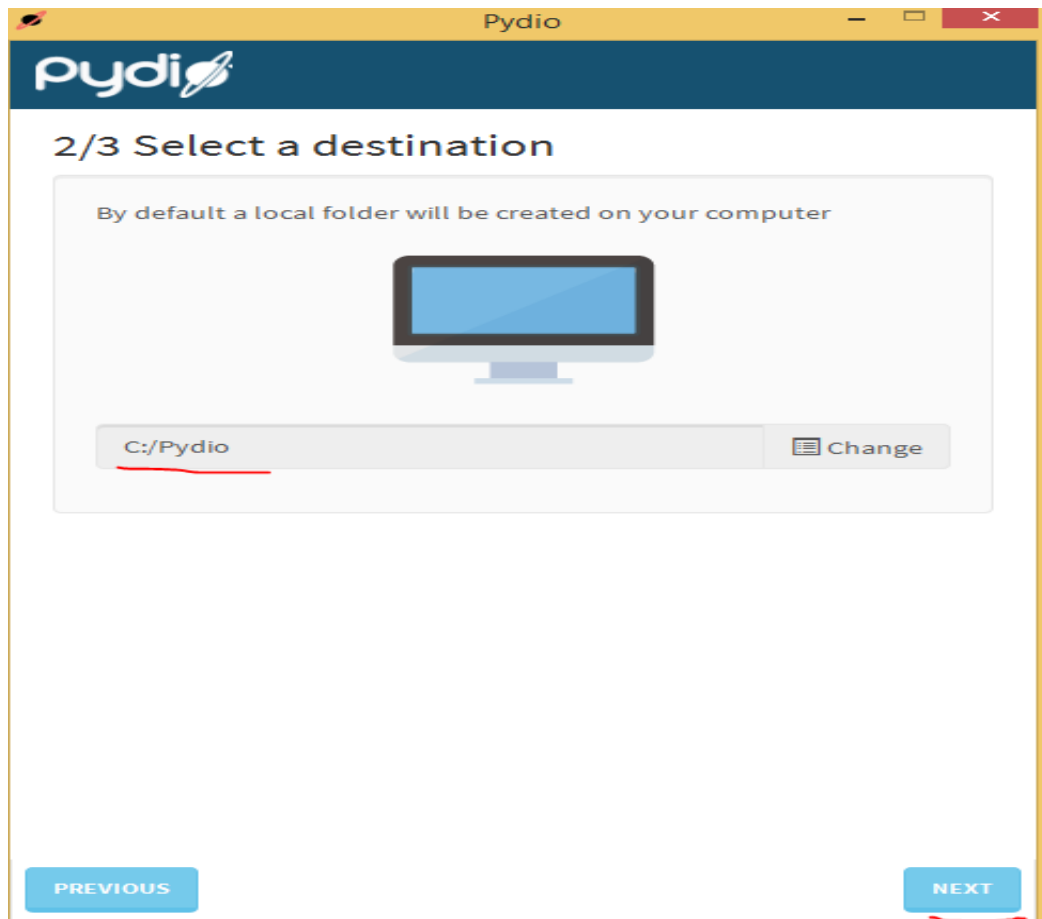 Pydio
Pydio
2/3 Select a destination
By default a local folder will be created on your computer
C:/Pydio
Change
PREVIOUS
NEXT